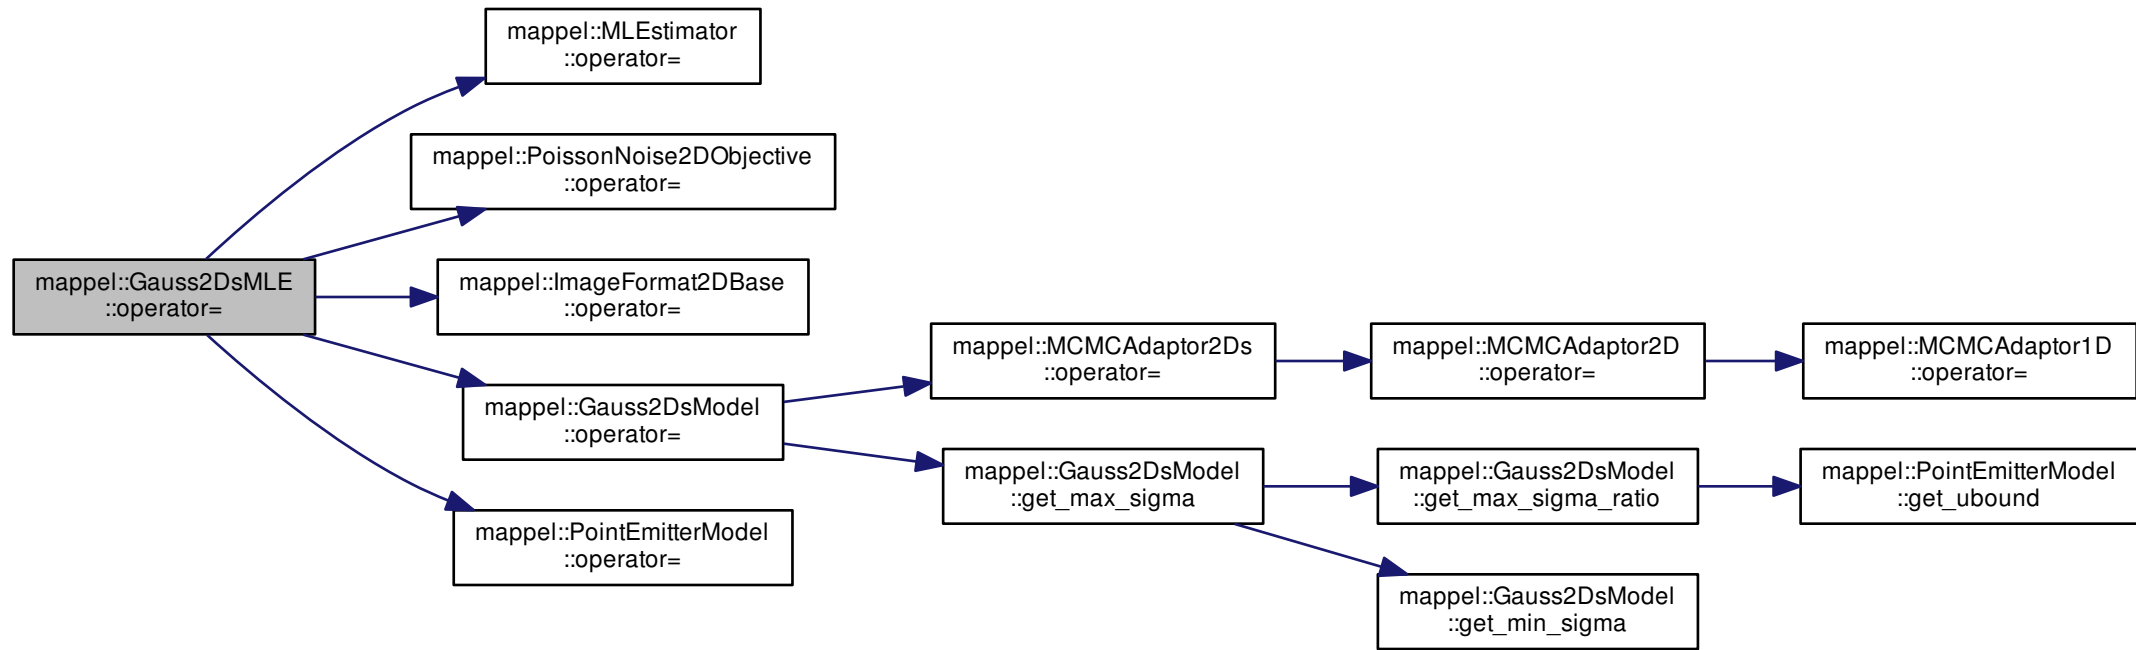 mappel::MLEstimator
::operator=
mappel::PoissonNoise2DObjective
::operator=
mappel::Gauss2DsMLE
::operator=
mappel::ImageFormat2DBase
::operator=
mappel::Gauss2DsModel
::operator=
mappel::PointEmitterModel
::operator=
mappel::MCMCAdaptor2Ds
::operator=
mappel::MCMCAdaptor2D
::operator=
mappel::MCMCAdaptor1D
::operator=
mappel::Gauss2DsModel
::get_max_sigma
mappel::Gauss2DsModel
::get_max_sigma_ratio
mappel::PointEmitterModel
::get_ubound
mappel::Gauss2DsModel
::get_min_sigma